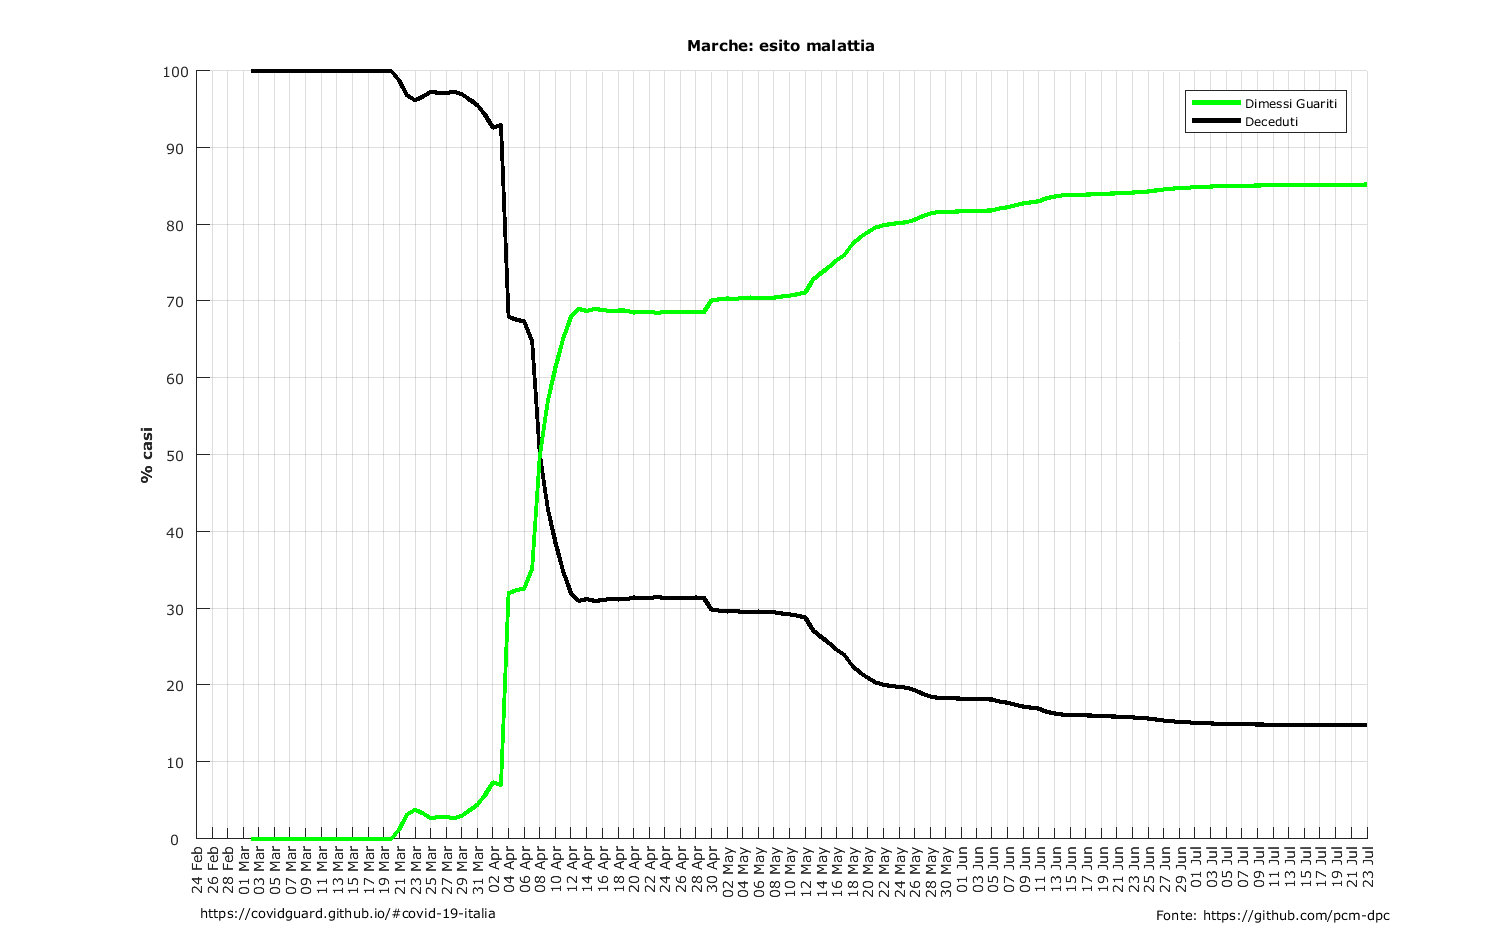 Marche: esito malattia
Dimessi Guariti
Deceduti
% casi
100
90
80
70
60
50
40
30
20
10
0
24 Feb
26 Feb
28 Feb
01 Mar
03 Mar
05 Mar
07 Mar
09 Mar
11 Mar
13 Mar
15 Mar
17 Mar
19 Mar
21 Mar
23 Mar
25 Mar
27 Mar
29 Mar
31 Mar
02 Apr
04 Apr
06 Apr
08 Apr
10 Apr
12 Apr
14 Apr
16 Apr
18 Apr
20 Apr
22 Apr
24 Apr
26 Apr
28 Apr
30 Apr
02 May
04 May
06 May
08 May
10 May
12 May
14 May
16 May
18 May
20 May
22 May
24 May
26 May
28 May
30 May
01 Jun
03 Jun
05 Jun
07 Jun
09 Jun
11 Jun
13 Jun
15 Jun
17 Jun
19 Jun
21 Jun
23 Jun
25 Jun
27 Jun
29 Jun
01 Jul
03 Jul
05 Jul
07 Jul
09 Jul
11 Jul
13 Jul
15 Jul
17 Jul
19 Jul
21 Jul
23 Jul
https://covidguard.github.io/#covid-19-italia
Fonte: https://github.com/pcm-dpc